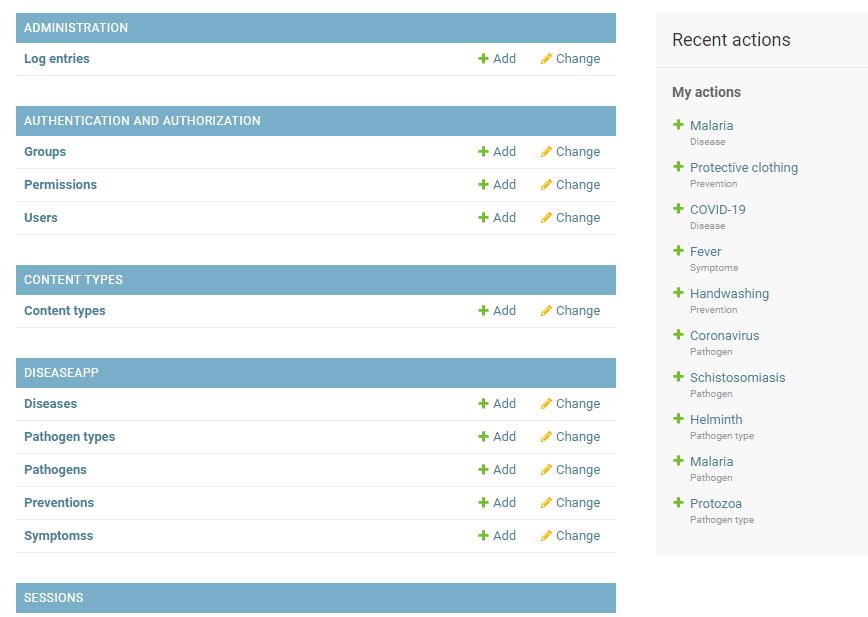 ADMINISTRATION
Log entries Add Change
AUTHENTICATION AND AUTHORIZATION
Groups Add Change
Permissions Add Change
Users Add Change
CONTENT TYPES
Content types Add Change
DISEASEAPP
Diseases Add Change
Pathogen types Add Change
Pathogens Add Change
Preventions Add Change
Symptomss Add Change
SESSIONS
Recent actions
My actions
Malaria
Disease
Protective clothing
Prevention
COVID-19
Disease
Fever
Symptoms
Handwashing
Prevention
Coronavirus
Pathogen
Schistosomiasis
Pathogen
Helminth
Pathogen type
Malaria
Pathogen
Protozoa
Pathogen type